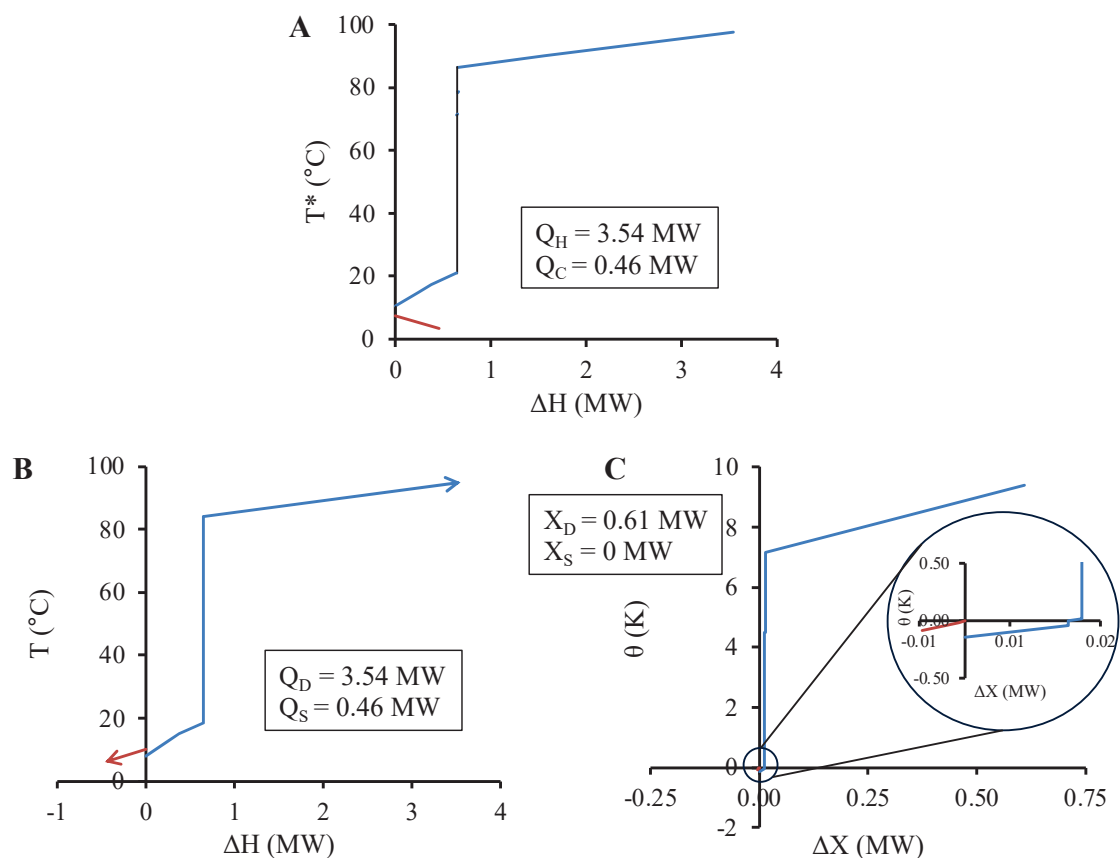 A
100
80
60
40
20
0
T* (°C)
Q_H = 3.54 MW
Q_C = 0.46 MW
0 1 2 3 4
ΔH (MW)
B
100
80
60
40
20
0
T (°C)
Q_D = 3.54 MW
Q_S = 0.46 MW
-1 0 1 2 3 4
ΔH (MW)
C
X_D = 0.61 MW
X_S = 0 MW
10
8
6
4
2
0
-2
θ (K)
-0.25 0.00 0.25 0.50 0.75
ΔX (MW)
0.50
0.00
-0.50
θ (K)
-0.01 0.01 0.02
ΔX (MW)